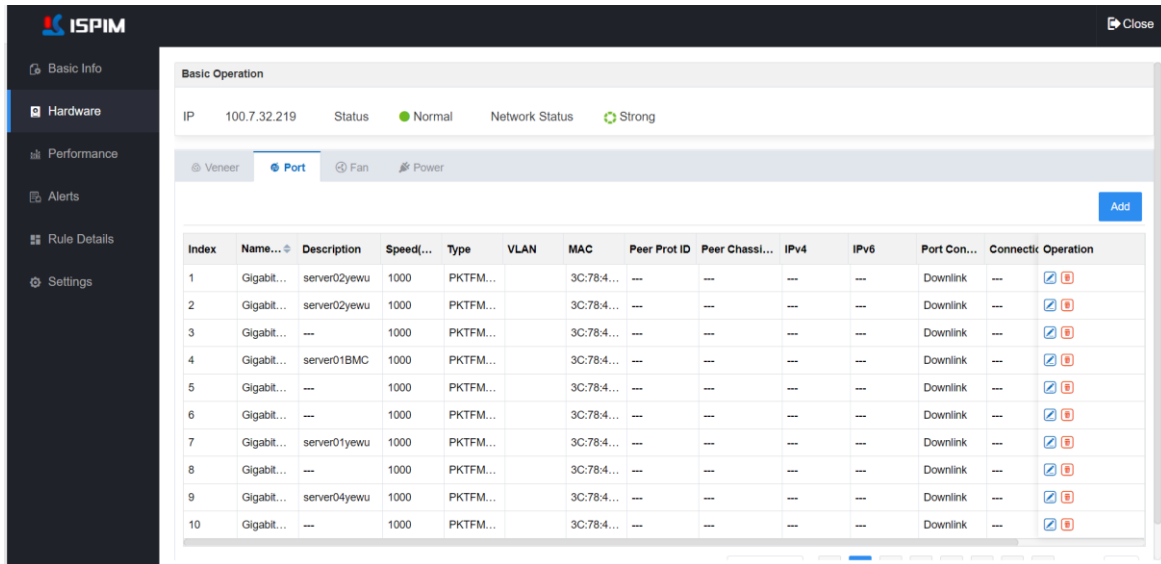 ISPIM
Close
Basic Info
Hardware
Performance
Alerts
Rule Details
Settings
Basic Operation
IP 100.7.32.219 Status Normal Network Status Strong
Veneer Port Fan Power
Add
Index Name... Description Speed(... Type VLAN MAC Peer Prot ID Peer Chassi... IPv4 IPv6 Port Con... Connectic Operation
1 Gigabit... server02yewu 1000 PKTFM... 3C:78:4... --- --- --- --- Downlink ---
2 Gigabit... server02yewu 1000 PKTFM... 3C:78:4... --- --- --- --- Downlink ---
3 Gigabit... --- 1000 PKTFM... 3C:78:4... --- --- --- --- Downlink ---
4 Gigabit... server01BMC 1000 PKTFM... 3C:78:4... --- --- --- --- Downlink ---
5 Gigabit... --- 1000 PKTFM... 3C:78:4... --- --- --- --- Downlink ---
6 Gigabit... --- 1000 PKTFM... 3C:78:4... --- --- --- --- Downlink ---
7 Gigabit... server01yewu 1000 PKTFM... 3C:78:4... --- --- --- --- Downlink ---
8 Gigabit... --- 1000 PKTFM... 3C:78:4... --- --- --- --- Downlink ---
9 Gigabit... server04yewu 1000 PKTFM... 3C:78:4... --- --- --- --- Downlink ---
10 Gigabit... --- 1000 PKTFM... 3C:78:4... --- --- --- --- Downlink ---